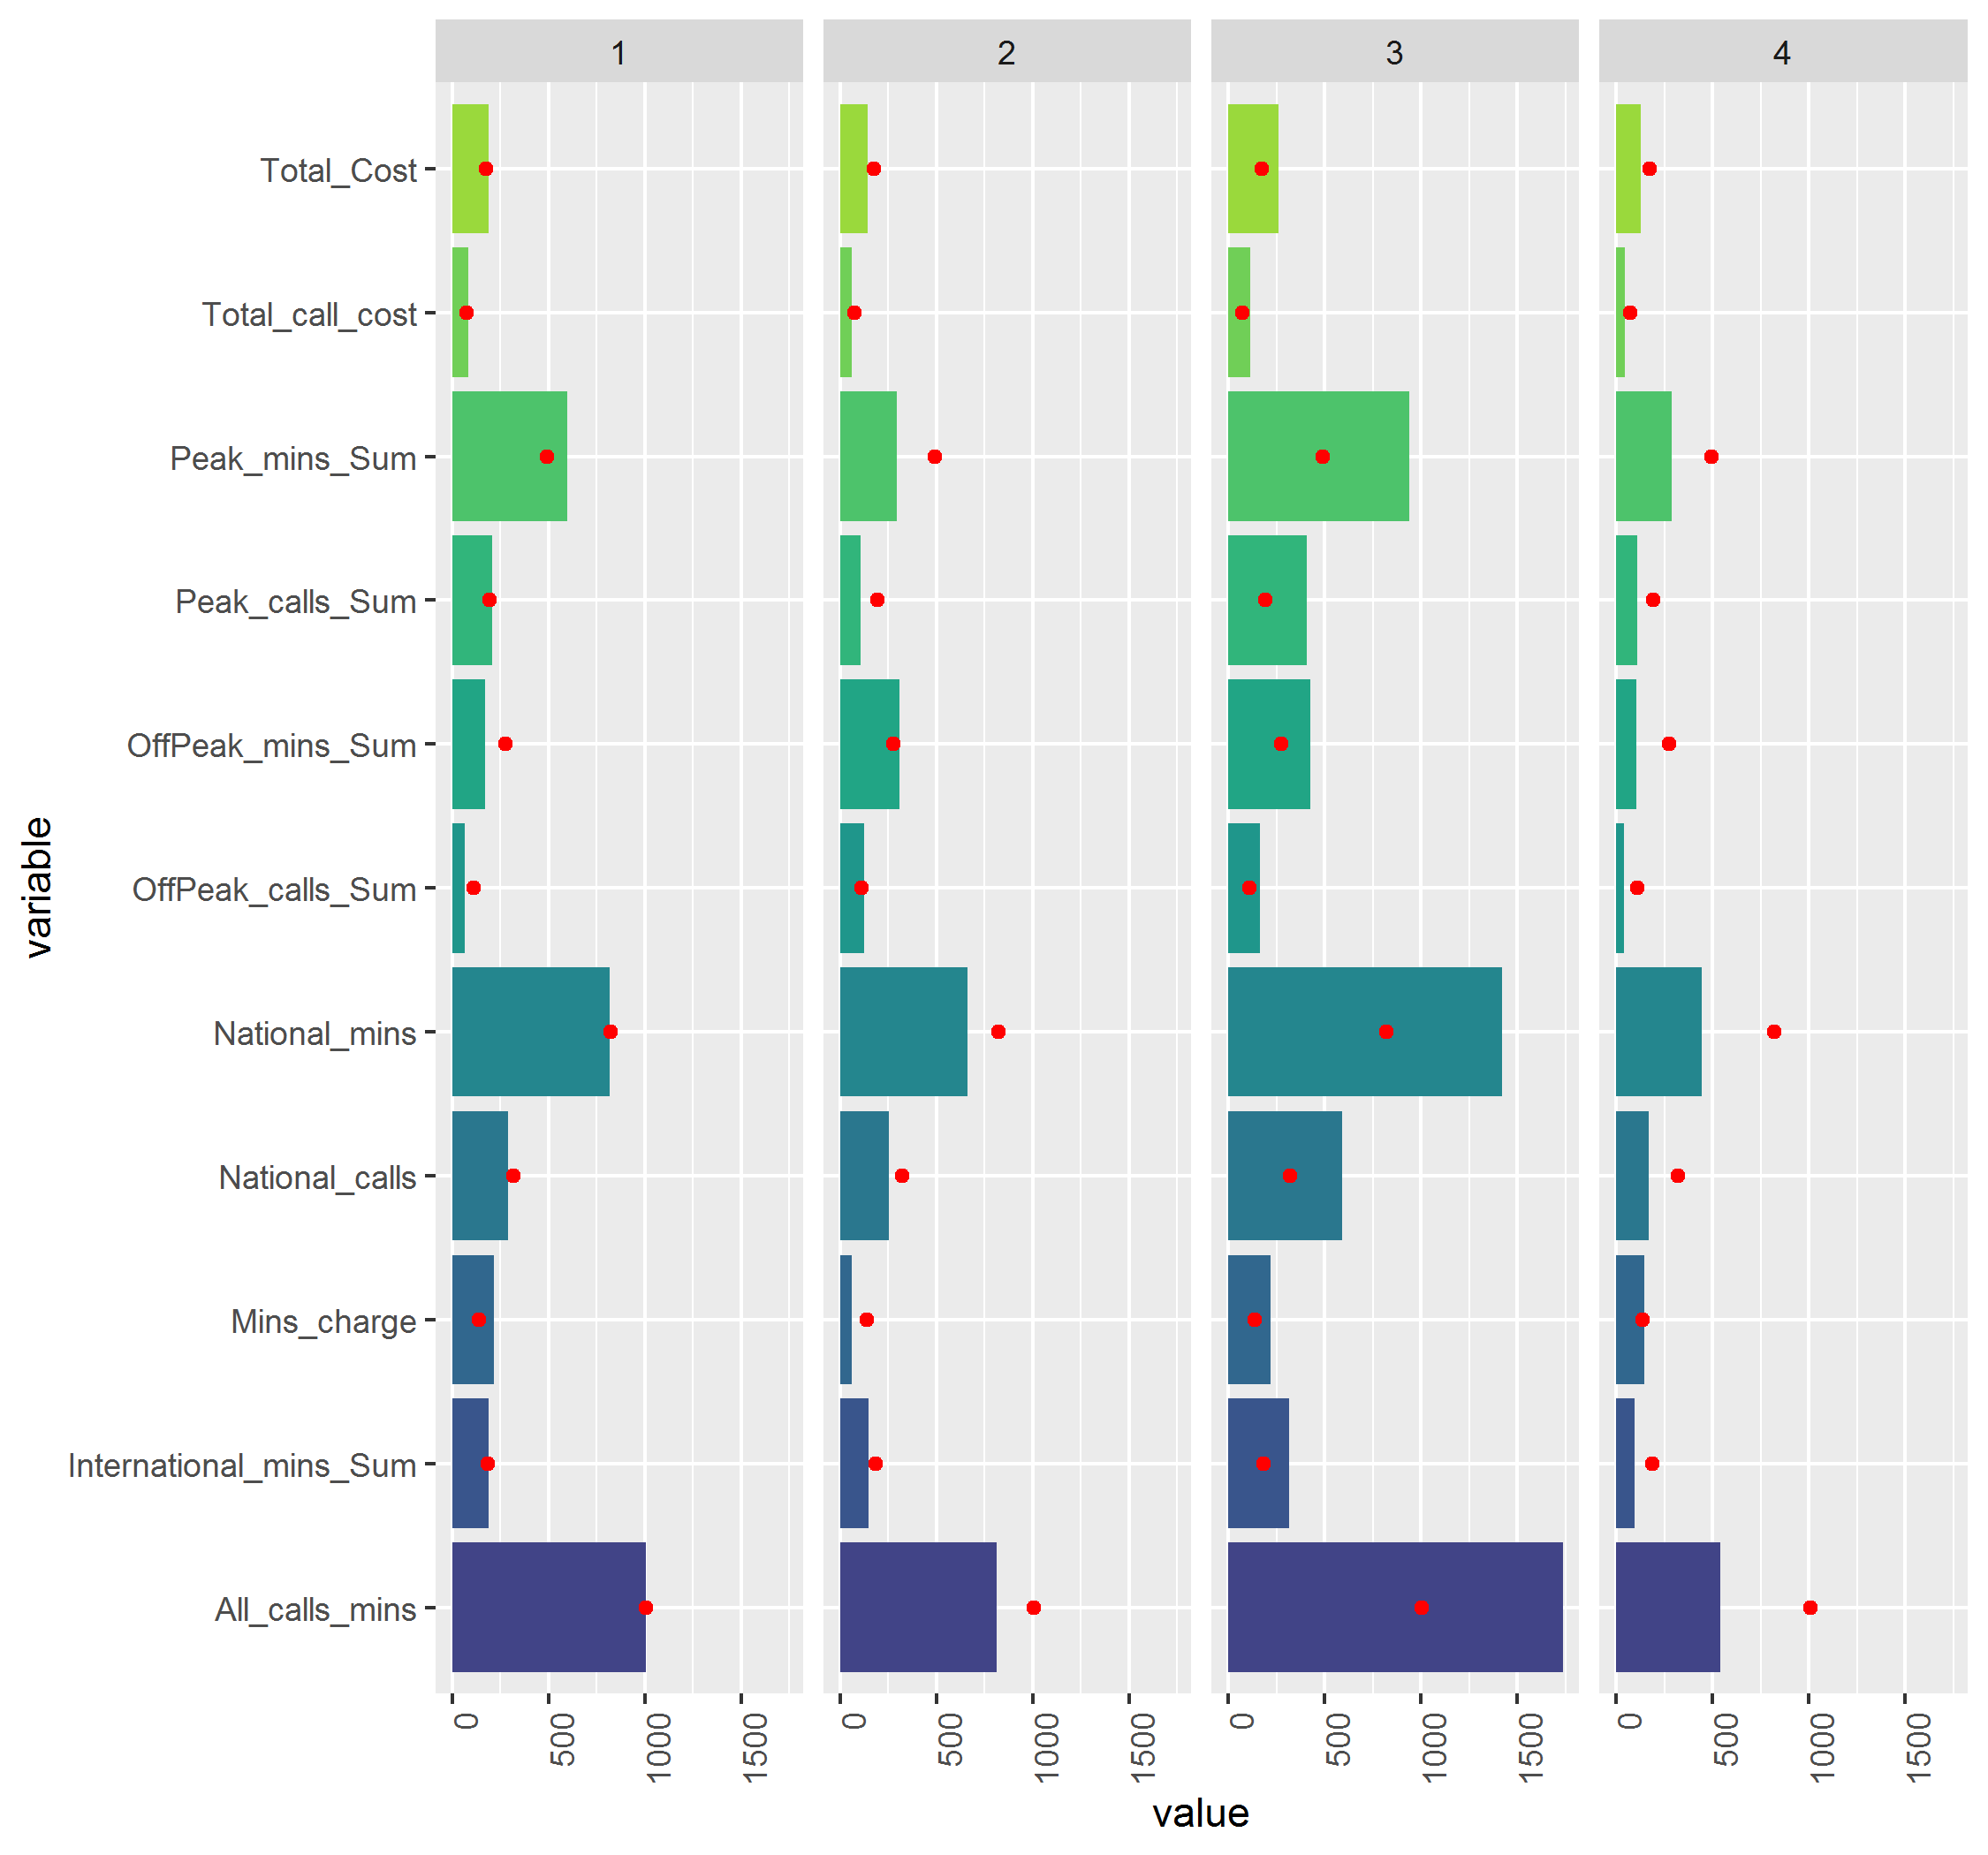 1 2 3 4
Total_Cost
Total_call_cost
Peak_mins_Sum
Peak_calls_Sum
OffPeak_mins_Sum
OffPeak_calls_Sum
National_mins
National_calls
Mins_charge
International_mins_Sum
All_calls_mins
variable
0 500 1000 1500 0 500 1000 1500 0 500 1000 1500 0 500 1000 1500
value